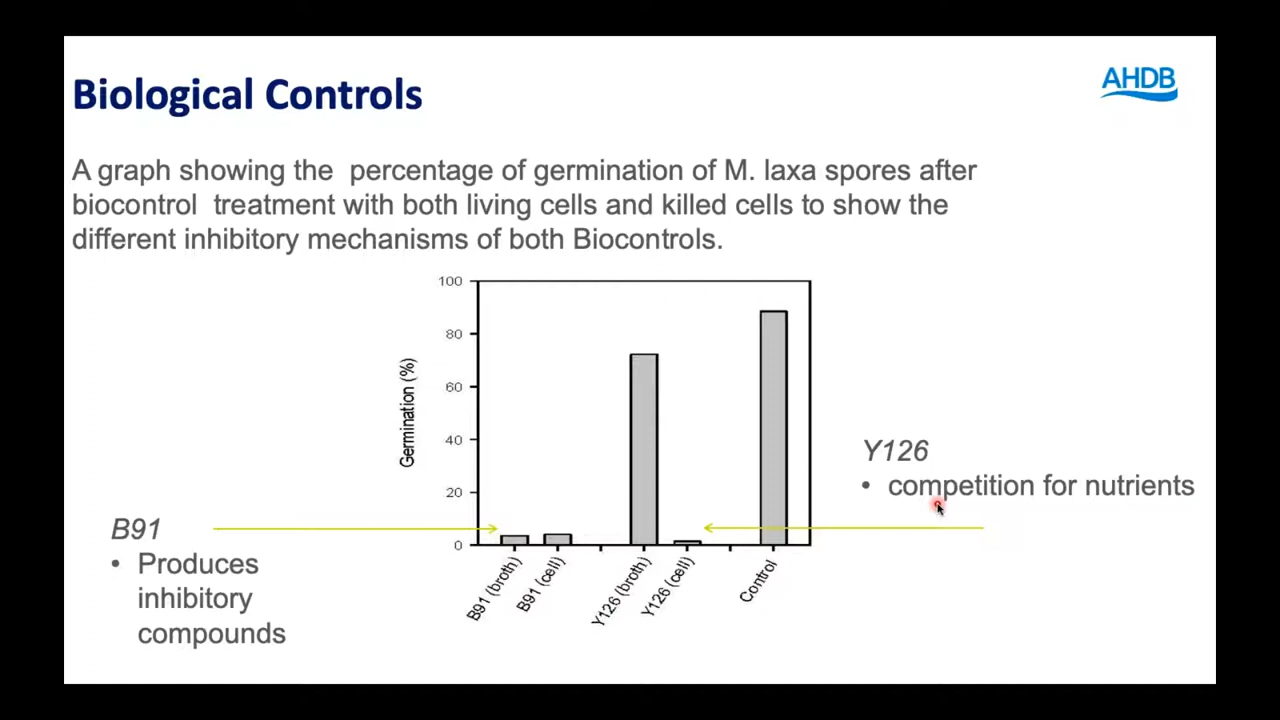 Biological Controls
AHDB
A graph showing the  percentage of germination of M. laxa spores after
biocontrol  treatment with both living cells and killed cells to show the
different inhibitory mechanisms of both Biocontrols.
100
80
60
40
20
0
Germination (%)
B91 (broth)
B91 (cell)
Y126 (broth)
Y126 (cell)
Control
Y126
• competition for nutrients
B91
• Produces
inhibitory
compounds